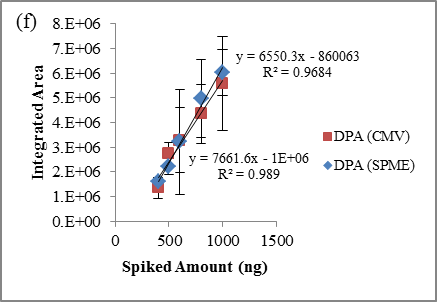 (f)
8.E+06
7.E+06
6.E+06
5.E+06
4.E+06
3.E+06
2.E+06
1.E+06
0.E+00
Integrated Area
y = 6550.3x - 860063
R² = 0.9684
DPA (CMV)
DPA (SPME)
y = 7661.6x - 1E+06
R² = 0.989
0 500 1000 1500
Spiked Amount (ng)